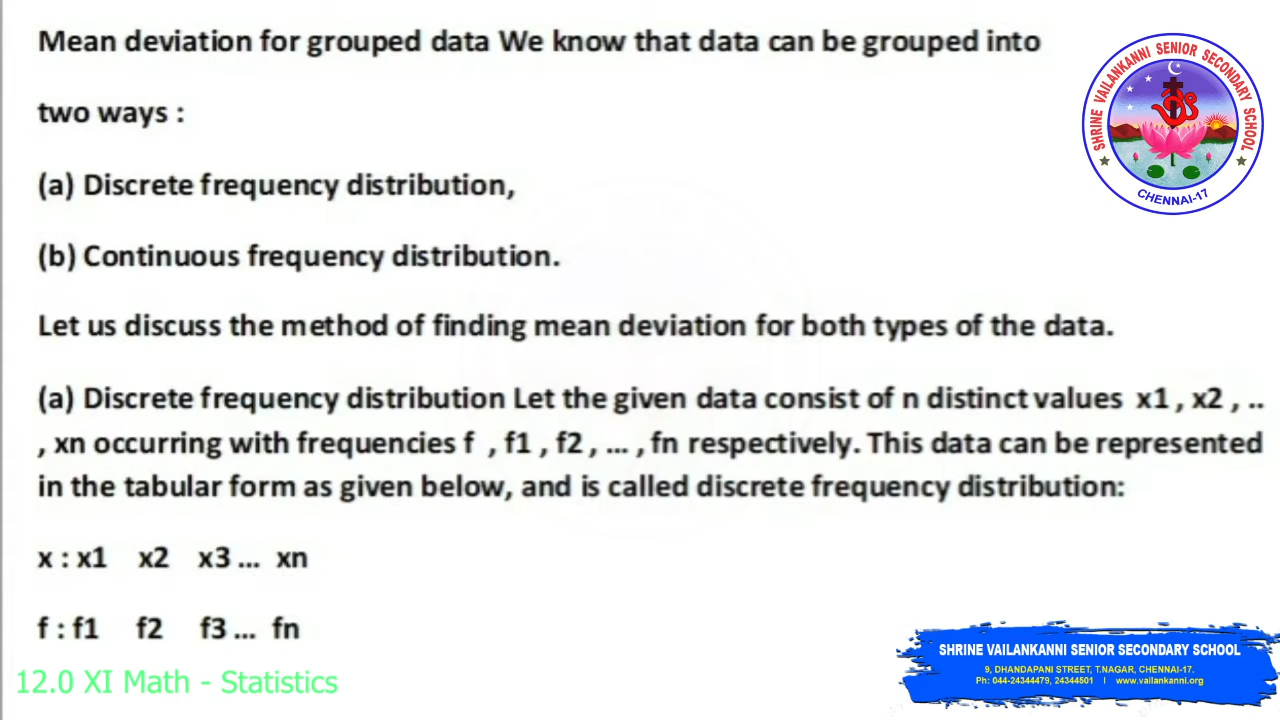 Mean deviation for grouped data We know that data can be grouped into
two ways :
(a) Discrete frequency distribution,
(b) Continuous frequency distribution.
Let us discuss the method of finding mean deviation for both types of the data.
(a) Discrete frequency distribution Let the given data consist of n distinct values x1 , x2 , ..
, xn occurring with frequencies f , f1 , f2 , ... , fn respectively. This data can be represented
in the tabular form as given below, and is called discrete frequency distribution:
x : x1 x2 x3 ... xn
f : f1 f2 f3 ... fn
12.0 XI Math - Statistics
SHRINE VAILANKANNI SENIOR SECONDARY SCHOOL
CHENNAI-17
SHRINE VAILANKANNI SENIOR SECONDARY SCHOOL
9, DHANDAPANI STREET, T.NAGAR, CHENNAI-17.
Ph: 044-24344479, 24344501 I www.vailankanni.org